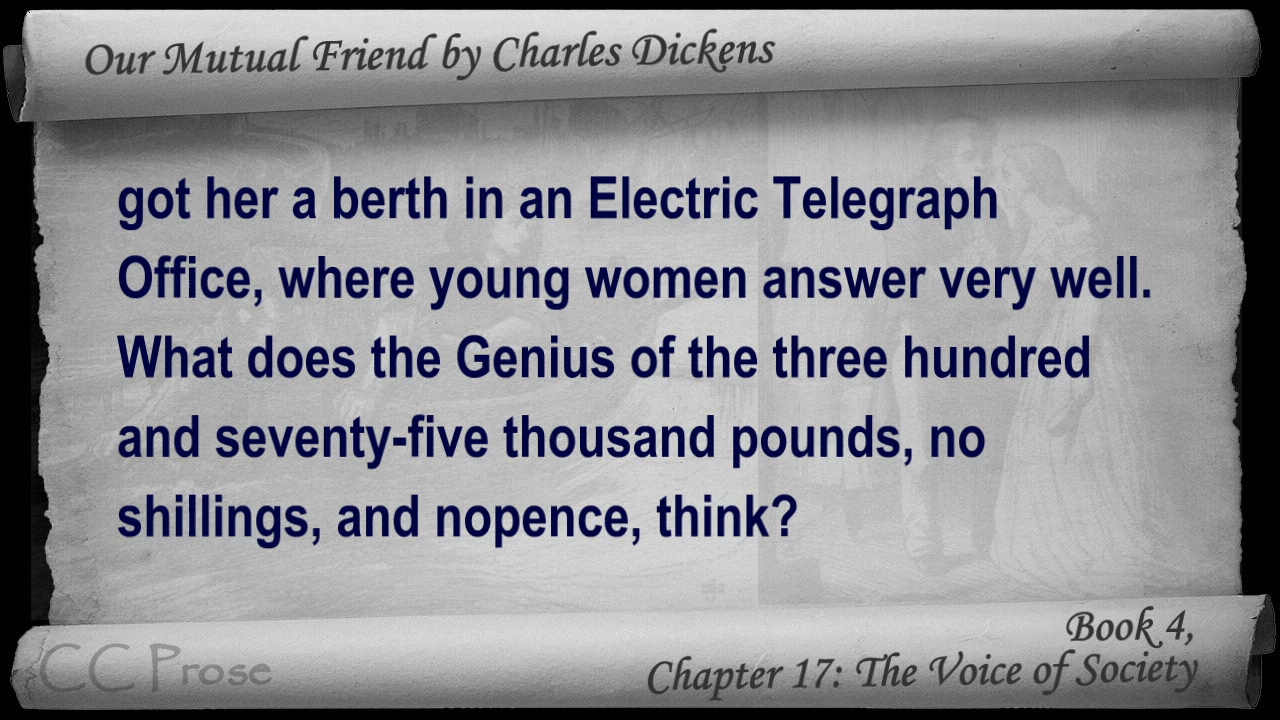 Our Mutual Friend by Charles Dickens
got her a berth in an Electric Telegraph
Office, where young women answer very well.
What does the Genius of the three hundred
and seventy-five thousand pounds, no
shillings, and nopence, think?
Book 4,
Chapter 17: The Voice of Society
CC Prose